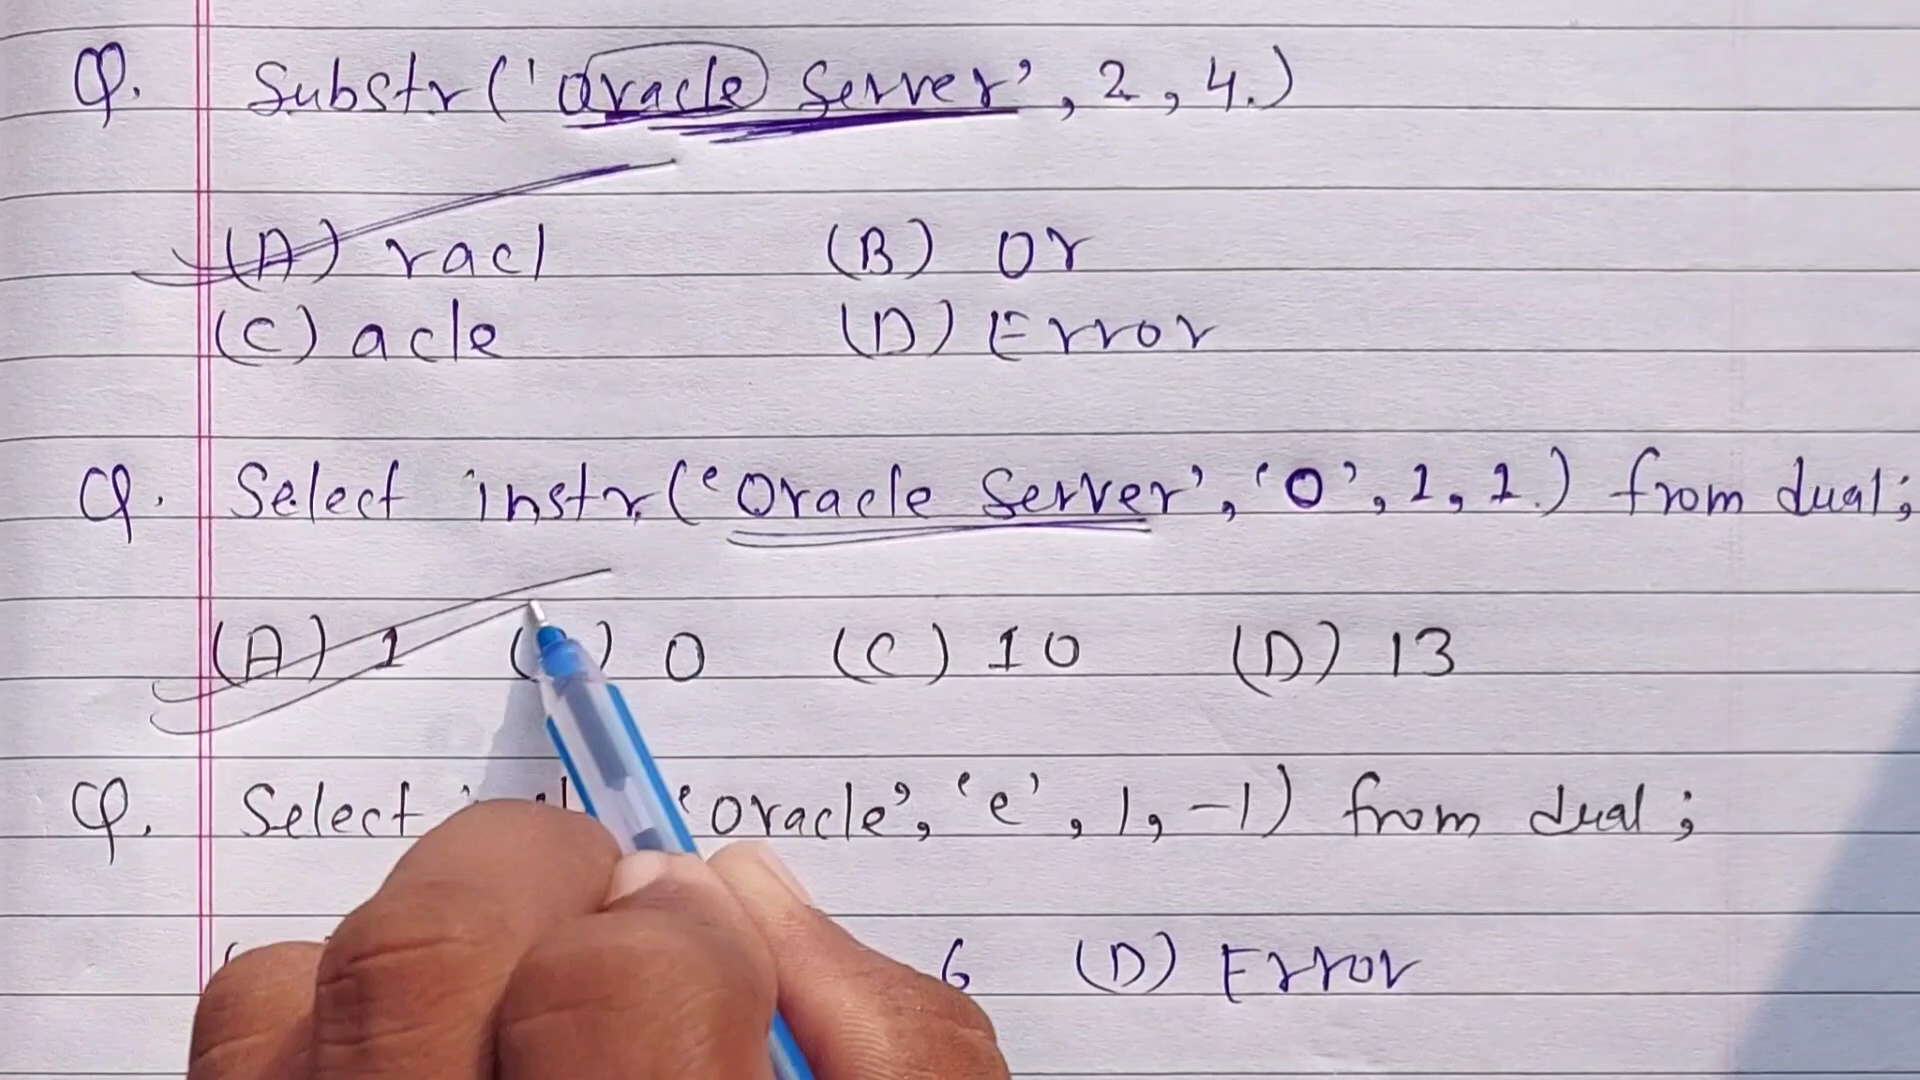 Q. Substr('Oracle Server', 2, 4.)
(A) racl (B) or
(C) acle (D) Error
Q. Select instr('Oracle Server', 'O', 1, 1.) from dual;
(A) 1 ( ) 0 (C) 10 (D) 13
Q. Select 'oracle', 'e', 1, -1) from dual;
6 (D) Error